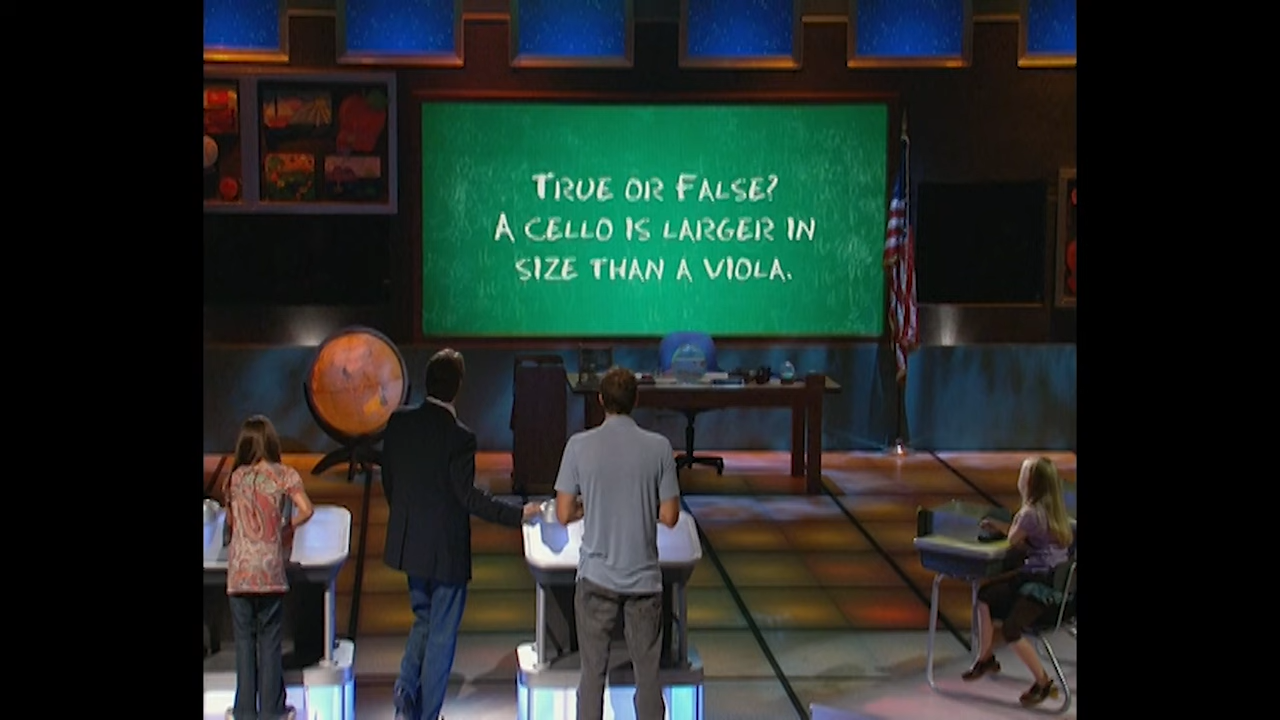 TRUE OR FALSE?
A CELLO IS LARGER IN
SIZE THAN A VIOLA.